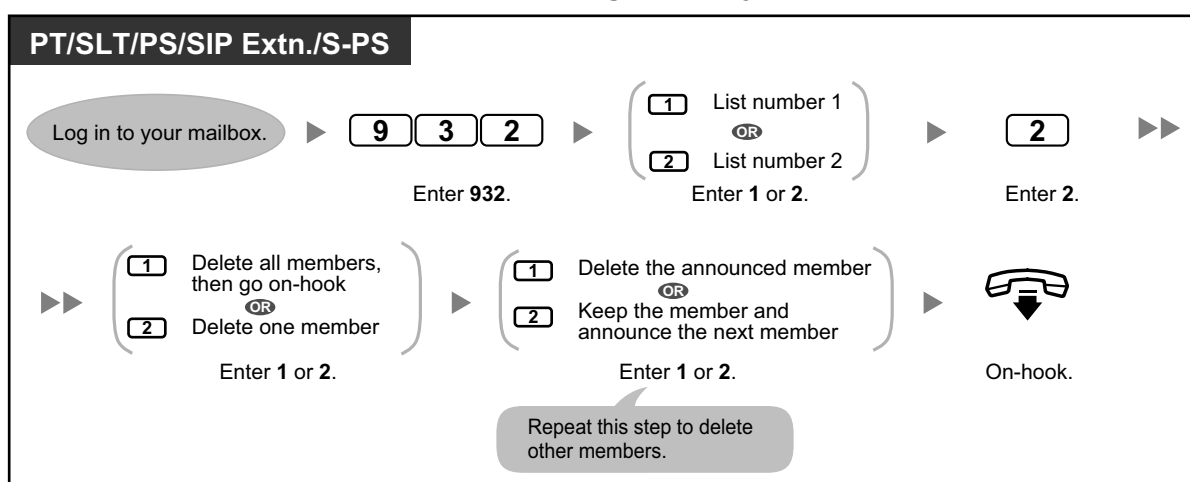 PT/SLT/PS/SIP Extn./S-PS
Log in to your mailbox.
9 3 2
Enter 932.
1 List number 1
OR
2 List number 2
Enter 1 or 2.
2
Enter 2.
1 Delete all members,
then go on-hook
OR
2 Delete one member
Enter 1 or 2.
1 Delete the announced member
OR
2 Keep the member and
announce the next member
Enter 1 or 2.
Repeat this step to delete
other members.
On-hook.